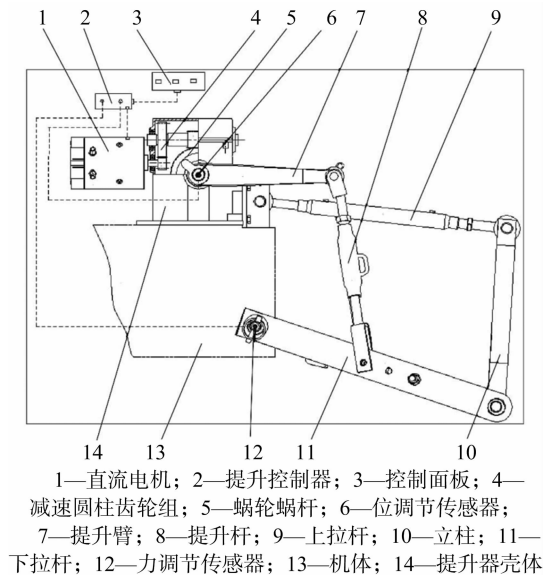 1 2 3 4 5 6 7 8 9
14 13 12 11 10
1—直流电机；2—提升控制器；3—控制面板；4—
减速圆柱齿轮组；5—蜗轮蜗杆；6—位调节传感器；
7—提升臂；8—提升杆；9—上拉杆；10—立柱；11—
下拉杆；12—力调节传感器；13—机体；14—提升器壳体